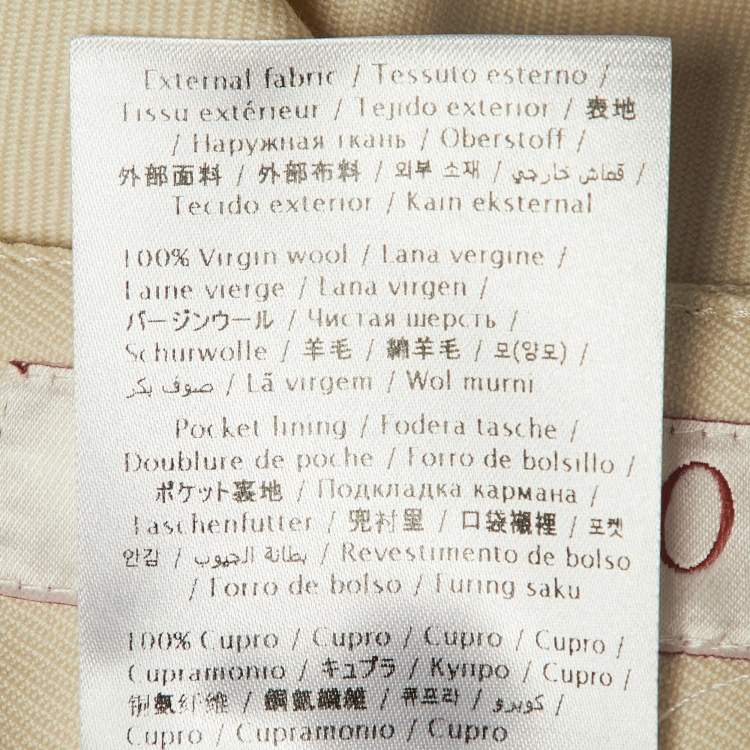 External fabric / Tessuto esterno /
Tissu extérieur / Tejido exterior / 表地
/ Наружная ткань / Oberstoff /
外部面料 / 外部布料 / 외부 소재 / قماش خارجي /
Tecido exterior / Kain eksternal
100% Virgin wool / Lana vergine /
Laine vierge / Lana virgen /
バージンウール / Чистая шерсть /
Schurwolle / 羊毛 / 綿羊毛 / 모(양모) /
صوف بكر / Lã virgem / Wol murni
Pocket lining / Fodera tasche /
Doublure de poche / Forro de bolsillo /
ポケット裏地 / Подкладка кармана /
Taschenfutter / 兜衬里 / 口袋襯裡 / 포켓
안감 / بطانة الجيوب / Revestimento de bolso
/ Forro de bolso / Furing saku
100% Cupro / Cupro / Cupro / Cupro /
Cupramonio / キュプラ / Купро / Cupro /
铜氨纤维 / 銅氨纖維 / 큐프라 / كوبرو /
Cupro / Cupramonio / Cupro
O